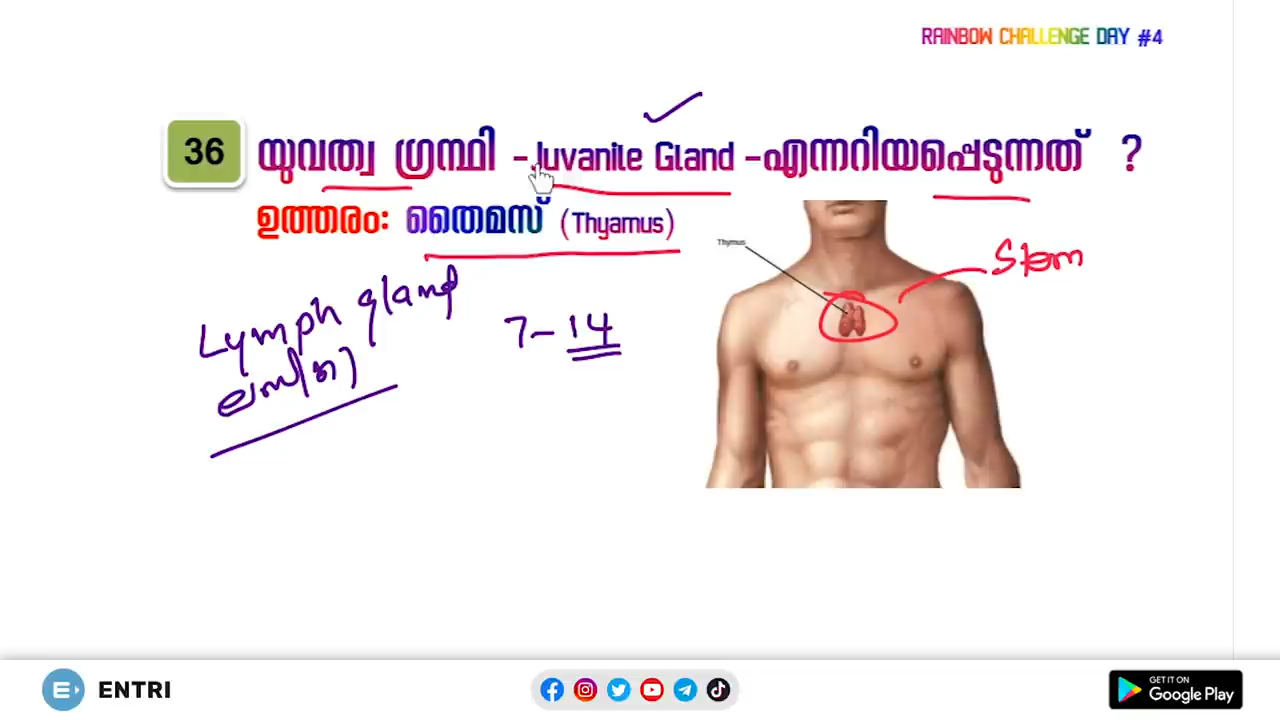 RAINBOW CHALLENGE DAY #4
36 യുവത്വ ഗ്രന്ഥി -Juvanile Gland -എന്നറിയപ്പെടുന്നത് ?
ഉത്തരം: തൈമസ് (Thyamus)
Thymus
Stem
Lymph gland
7-14
ENTRI
GET IT ON
Google Play